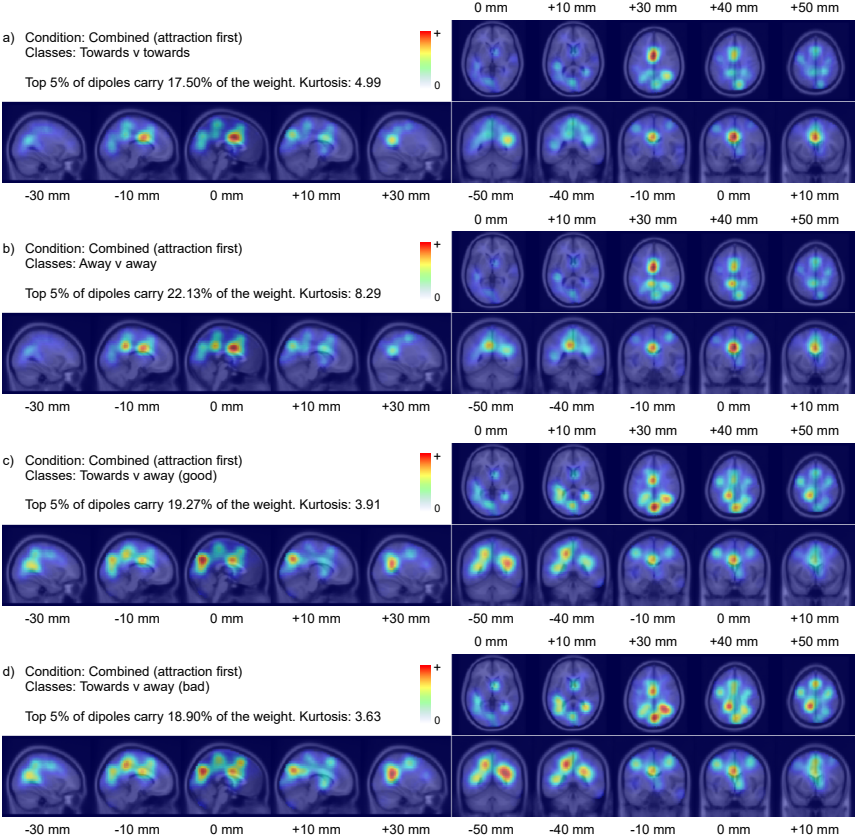 0 mm +10 mm +30 mm +40 mm +50 mm
a) Condition: Combined (attraction first)
Classes: Towards v towards
Top 5% of dipoles carry 17.50% of the weight. Kurtosis: 4.99
+
0
-30 mm -10 mm 0 mm +10 mm +30 mm -50 mm -40 mm -10 mm 0 mm +10 mm
0 mm +10 mm +30 mm +40 mm +50 mm
b) Condition: Combined (attraction first)
Classes: Away v away
Top 5% of dipoles carry 22.13% of the weight. Kurtosis: 8.29
+
0
-30 mm -10 mm 0 mm +10 mm +30 mm -50 mm -40 mm -10 mm 0 mm +10 mm
0 mm +10 mm +30 mm +40 mm +50 mm
c) Condition: Combined (attraction first)
Classes: Towards v away (good)
Top 5% of dipoles carry 19.27% of the weight. Kurtosis: 3.91
+
0
-30 mm -10 mm 0 mm +10 mm +30 mm -50 mm -40 mm -10 mm 0 mm +10 mm
0 mm +10 mm +30 mm +40 mm +50 mm
d) Condition: Combined (attraction first)
Classes: Towards v away (bad)
Top 5% of dipoles carry 18.90% of the weight. Kurtosis: 3.63
+
0
-30 mm -10 mm 0 mm +10 mm +30 mm -50 mm -40 mm -10 mm 0 mm +10 mm